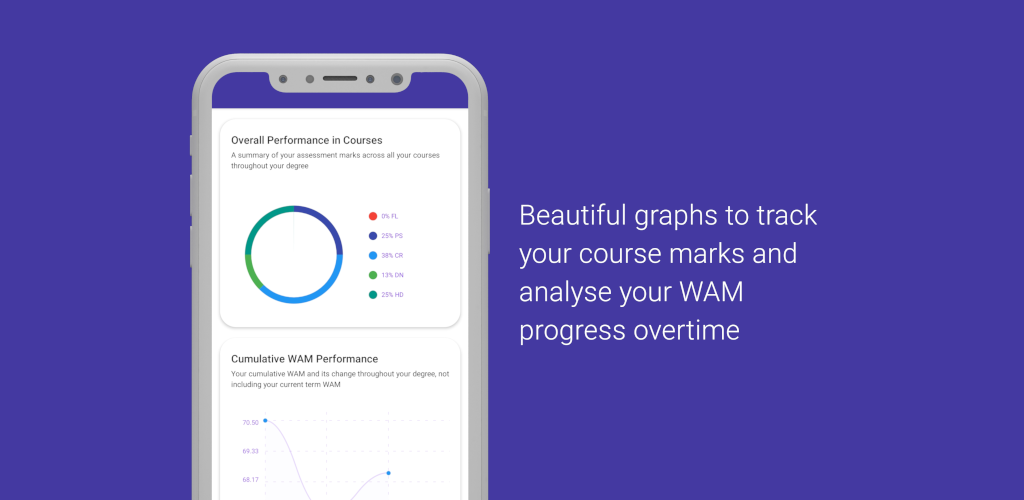 Overall Performance in Courses
A summary of your assessment marks across all your courses
throughout your degree
0% FL
25% PS
38% CR
13% DN
25% HD
Cumulative WAM Performance
Your cumulative WAM and its change throughout your degree, not
including your current term WAM
70.50
69.33
68.17
Beautiful graphs to track
your course marks and
analyse your WAM
progress overtime